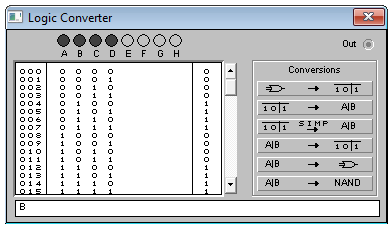 Logic Converter
Out
A B C D E F G H
000 0 0 0 0 0
001 0 0 0 1 0
002 0 0 1 0 0
003 0 0 1 1 0
004 0 1 0 0 1
005 0 1 0 1 1
006 0 1 1 0 1
007 0 1 1 1 1
008 1 0 0 0 0
009 1 0 0 1 0
010 1 0 1 0 0
011 1 0 1 1 0
012 1 1 0 0 1
013 1 1 0 1 1
014 1 1 1 0 1
015 1 1 1 1 1
Conversions
→ 1 0 1
1 0 1 → A|B
1 0 1 SIMP → A|B
A|B → 1 0 1
A|B →
A|B → NAND
B